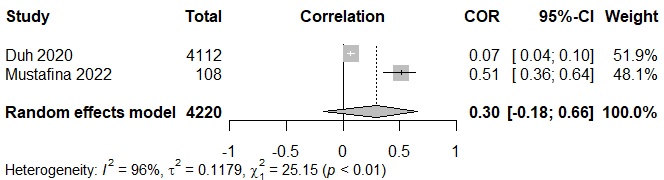 Study Total Correlation COR 95%-CI Weight
Duh 2020 4112 0.07 [ 0.04; 0.10] 51.9%
Mustafina 2022 108 0.51 [ 0.36; 0.64] 48.1%
Random effects model 4220 0.30 [-0.18; 0.66] 100.0%
-1 -0.5 0 0.5 1
Heterogeneity: I² = 96%, τ² = 0.1179, χ²₁ = 25.15 (p < 0.01)